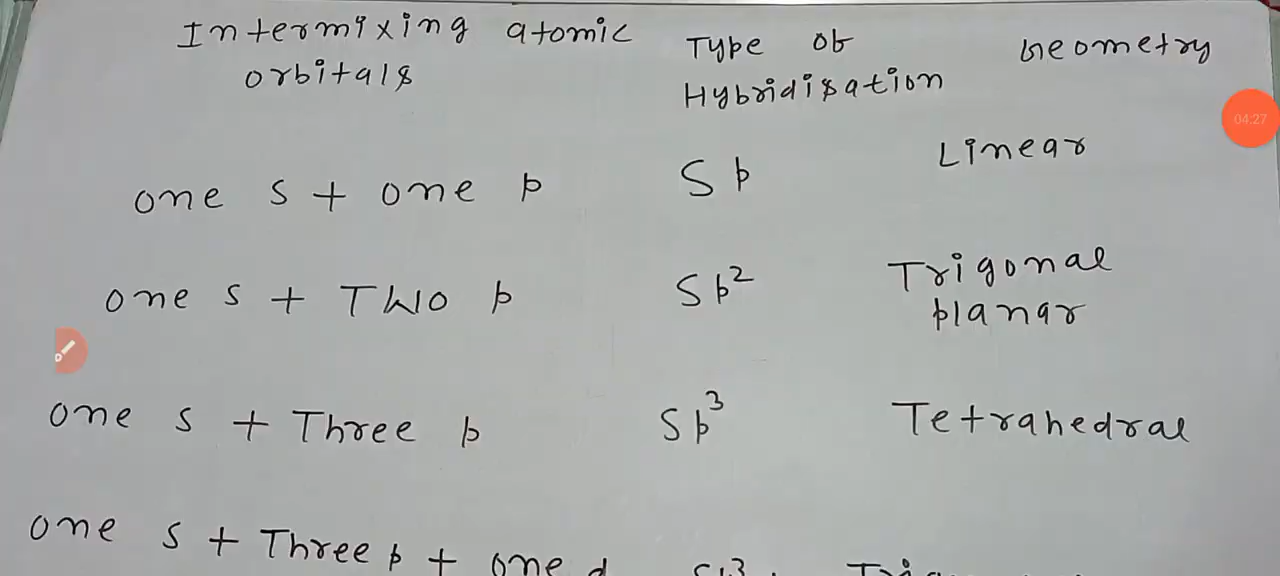 Intermixing atomic orbitals
Type of Hybridisation
Geometry
04:27
one s + one p
Sp
Linear
one s + Two p
Sp²
Trigonal planar
one s + Three p
Sp³
Tetrahedral
one s + Three p + one d